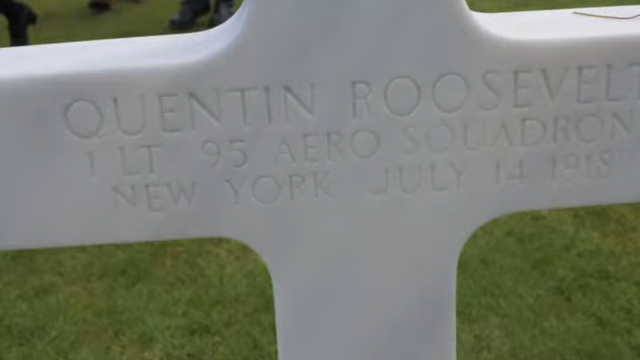 QUENTIN ROOSEVELT
1 LT 95 AERO SQUADRON
NEW YORK JULY 14 1918